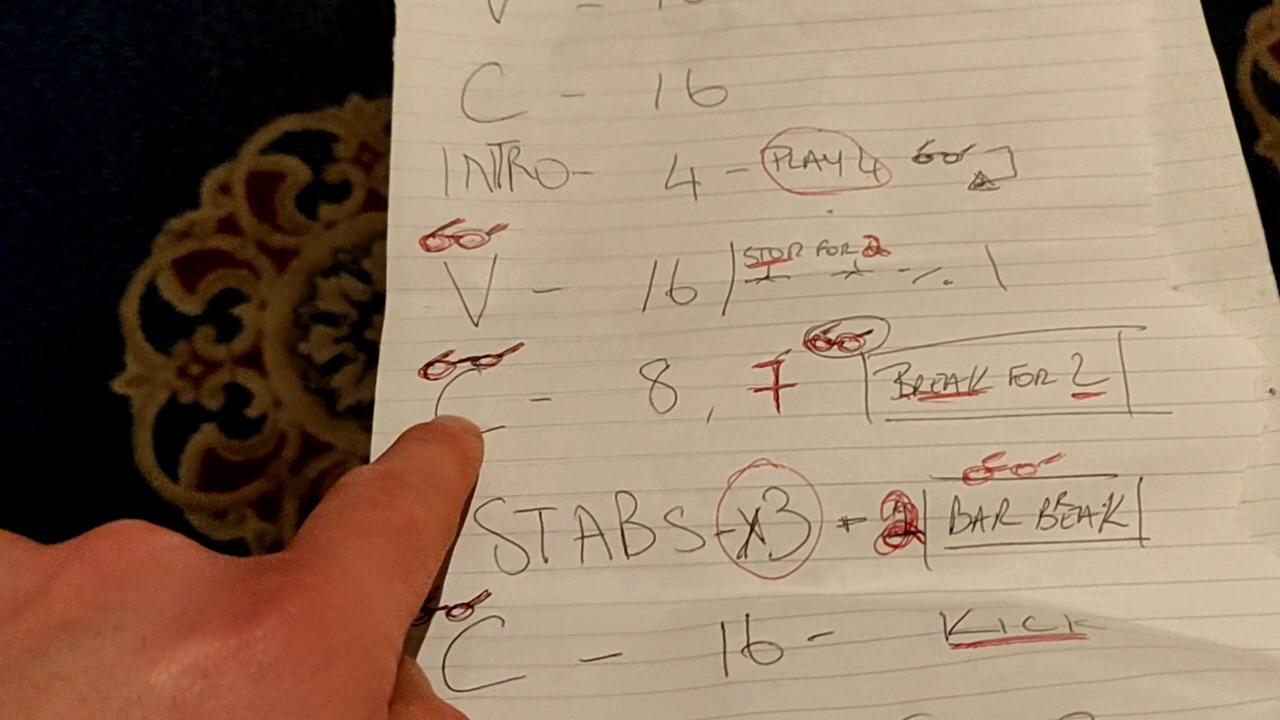 V -
C - 16
INTRO - 4 - PLAY 4
V - 16 | STOP FOR 2 ٪ |
C - 8, 7 | BREAK FOR 2 |
STABS - x3 - | BAR BREAK |
C - 16 - KICK